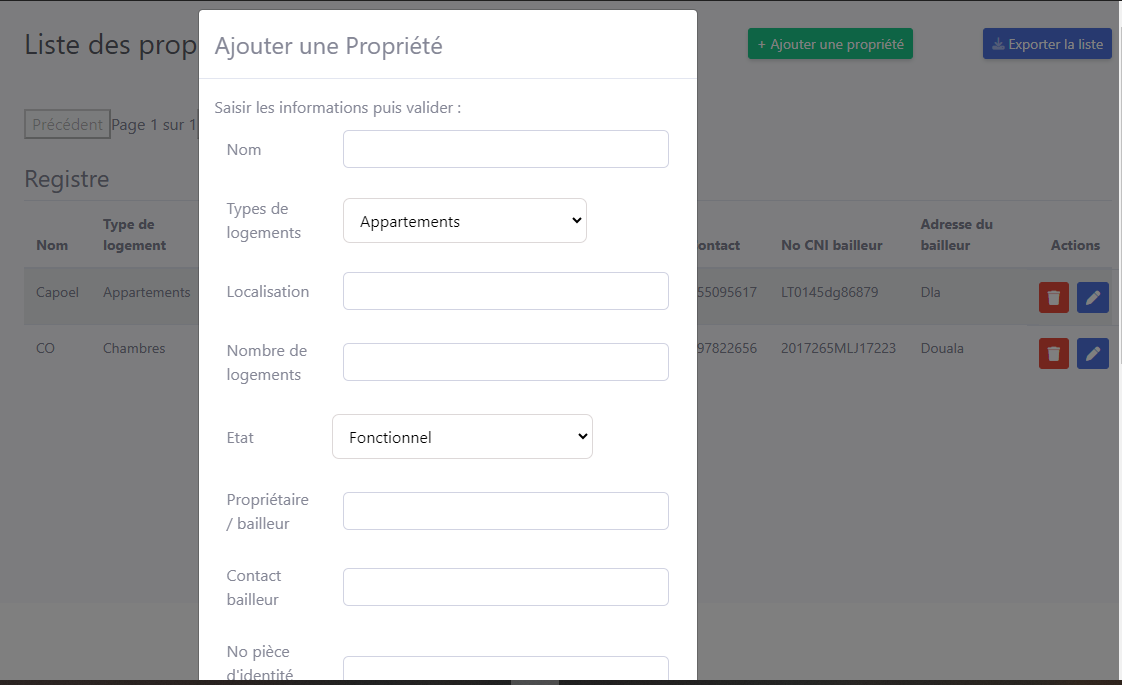 Liste des prop
Ajouter une Propriété
+ Ajouter une propriété
Exporter la liste
Précédent Page 1 sur 1
Registre
Nom
Type de
logement
ontact
No CNI bailleur
Adresse du
bailleur
Actions
Capoel Appartements
55095617 LT0145dg86879 Dla
CO Chambres
97822656 2017265MLJ17223 Douala
Saisir les informations puis valider :
Nom
Types de
logements
Appartements
Localisation
Nombre de
logements
Etat
Fonctionnel
Propriétaire
/ bailleur
Contact
bailleur
No pièce
d'identité